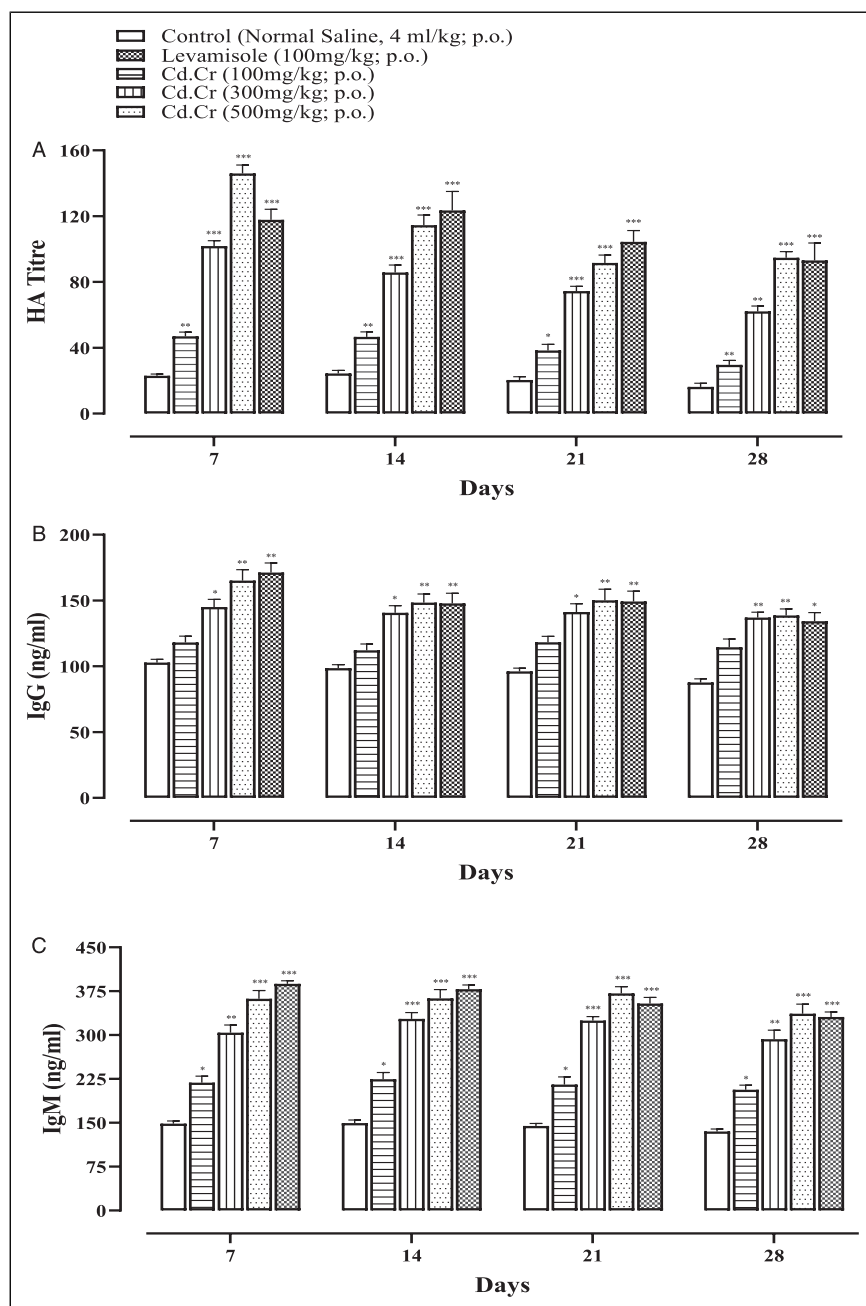 Control (Normal Saline, 4 ml/kg; p.o.)
Levamisole (100mg/kg; p.o.)
Cd.Cr (100mg/kg; p.o.)
Cd.Cr (300mg/kg; p.o.)
Cd.Cr (500mg/kg; p.o.)
A
HA Titre
160
120
80
40
0
** *** *** ***
** *** *** ***
* *** *** ***
** ** *** ***
7 14 21 28
Days
B
IgG (ng/ml)
200
150
100
50
0
* ** **
* ** **
* ** **
** ** *
7 14 21 28
Days
C
IgM (ng/ml)
450
375
300
225
150
75
0
* ** *** ***
* *** *** ***
* *** *** ***
* ** *** ***
7 14 21 28
Days